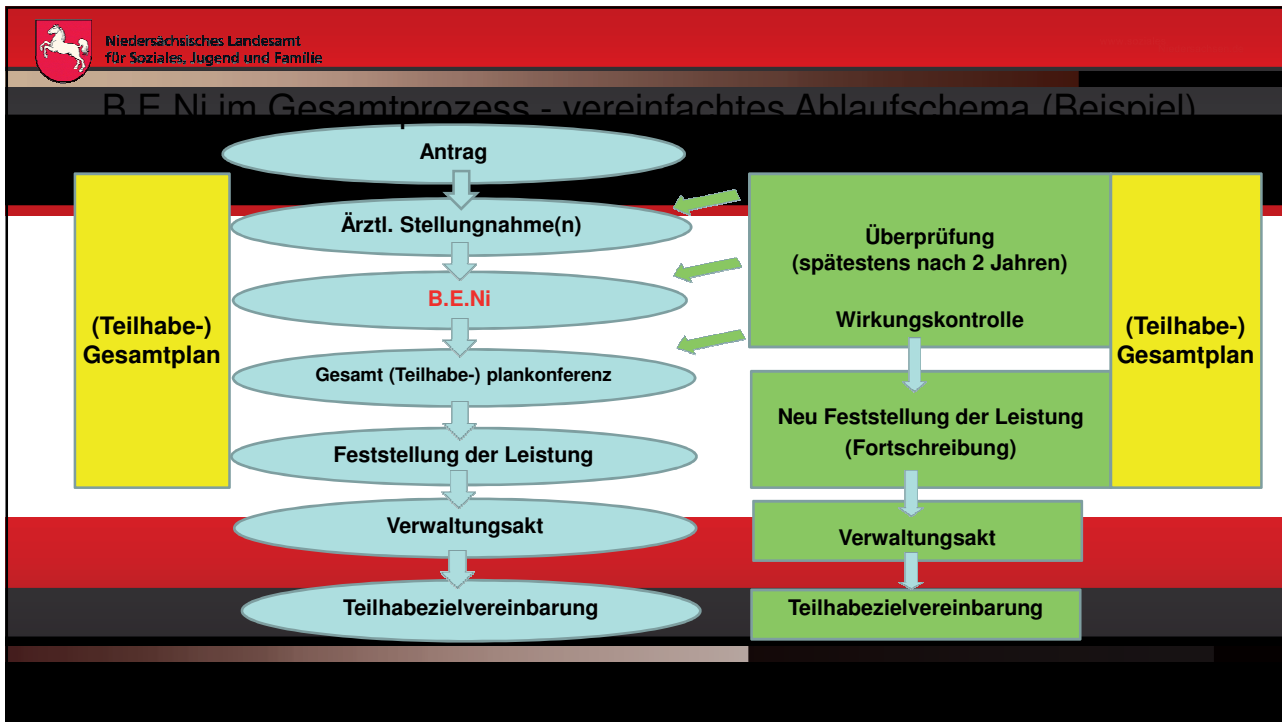 Niedersächsisches Landesamt
für Soziales, Jugend und Familie
B.E.Ni im Gesamtprozess - vereinfachtes Ablaufschema (Beispiel)
Antrag
Ärztl. Stellungnahme(n)
B.E.Ni
Gesamt (Teilhabe-) plankonferenz
Feststellung der Leistung
Verwaltungsakt
Teilhabezielvereinbarung
(Teilhabe-)
Gesamtplan
Überprüfung
(spätestens nach 2 Jahren)
Wirkungskontrolle
Neu Feststellung der Leistung
(Fortschreibung)
Verwaltungsakt
Teilhabezielvereinbarung
(Teilhabe-)
Gesamtplan